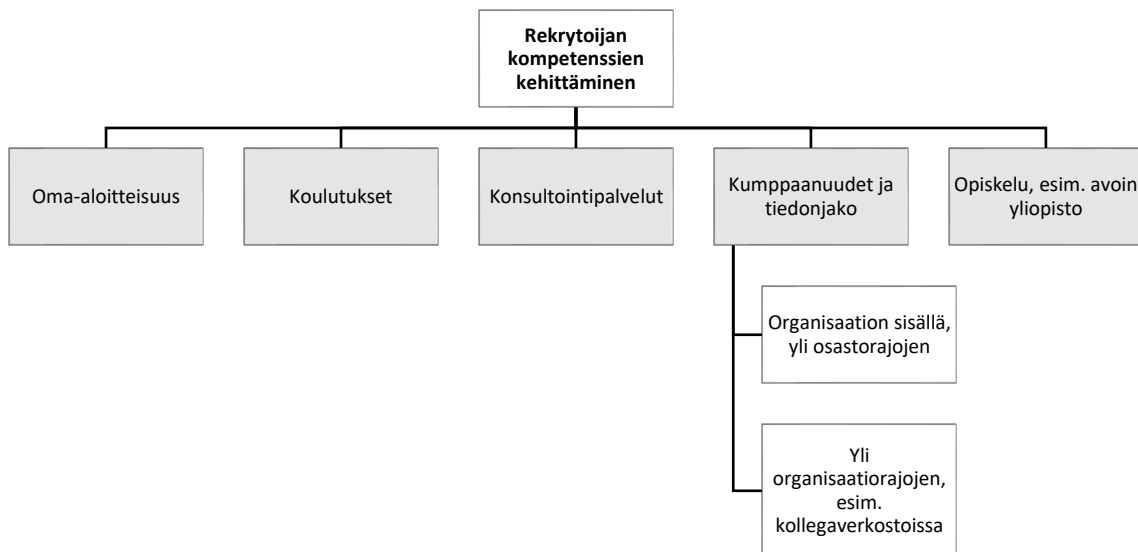 Rekrytoijan
kompetenssien
kehittäminen
Oma-aloitteisuus
Koulutukset
Konsultointipalvelut
Kumppaanuudet ja
tiedonjako
Opiskelu, esim. avoin
yliopisto
Organisaation sisällä,
yli osastorajojen
Yli
organisaatiorajojen,
esim.
kollegaverkostoissa